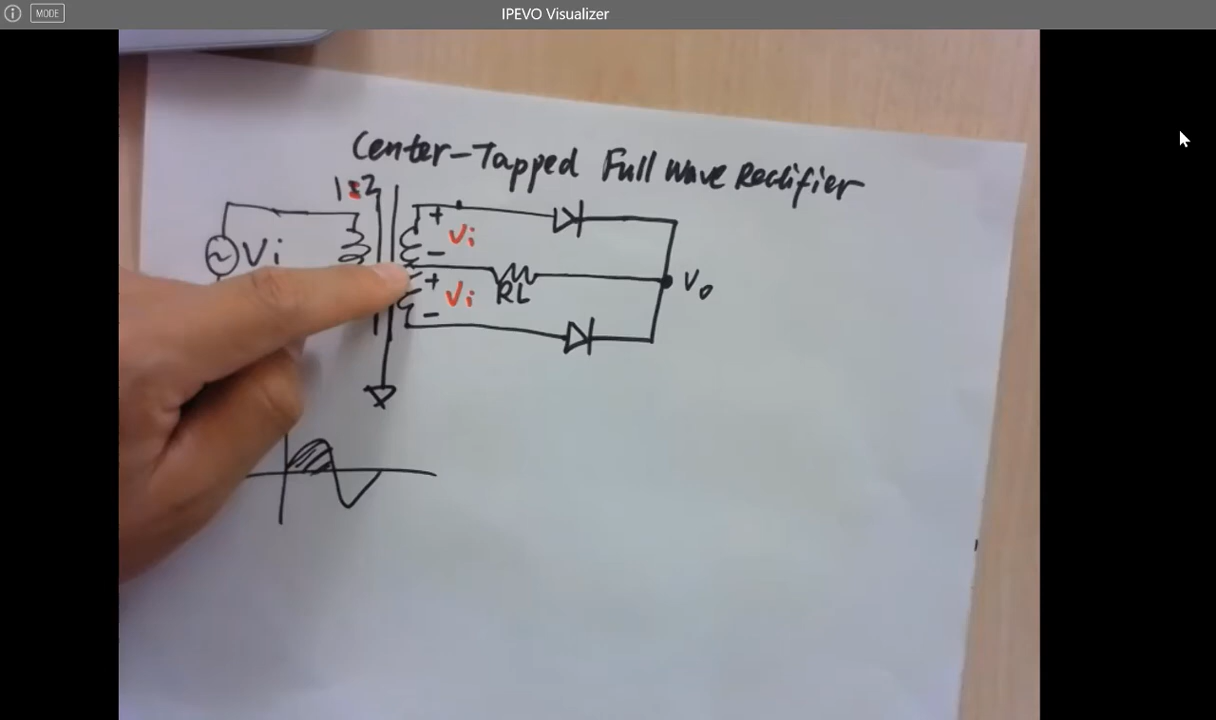 MODE
IPEVO Visualizer
Center-Tapped Full Wave Rectifier
1:2
Vi
+
Vi
-
+
Vi
-
RL
Vo